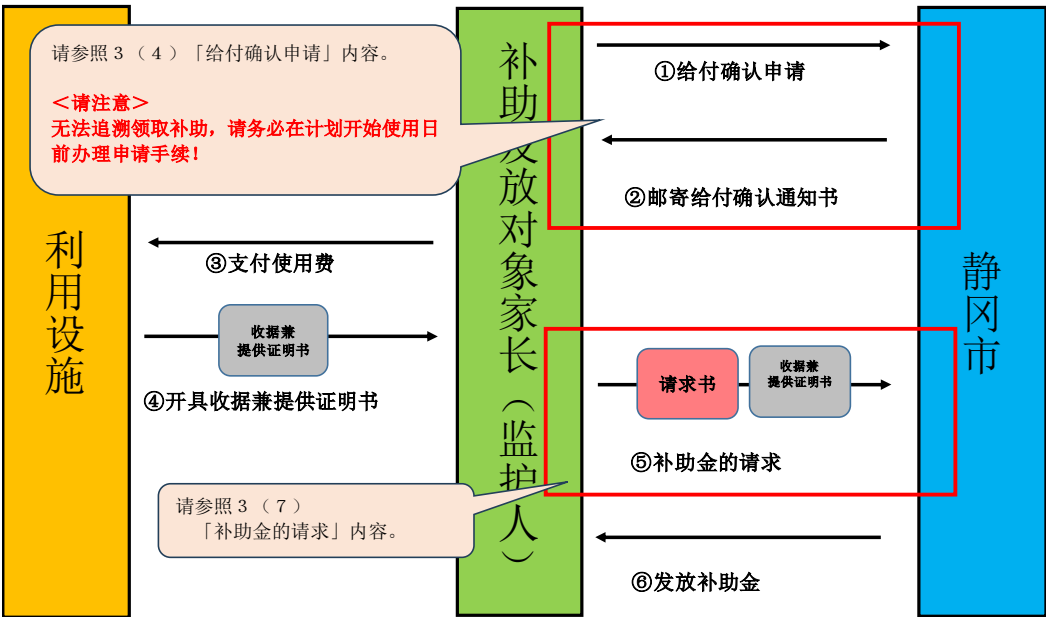 请参照3（4）「给付确认申请」内容。
＜请注意＞
无法追溯领取补助，请务必在计划开始使用日
前办理申请手续！
利用设施
补助发放对象家长（监护人）
静冈市
①给付确认申请
②邮寄给付确认通知书
③支付使用费
收据兼
提供证明书
④开具收据兼提供证明书
请求书
收据兼
提供证明书
⑤补助金的请求
请参照3（7）
「补助金的请求」内容。
⑥发放补助金